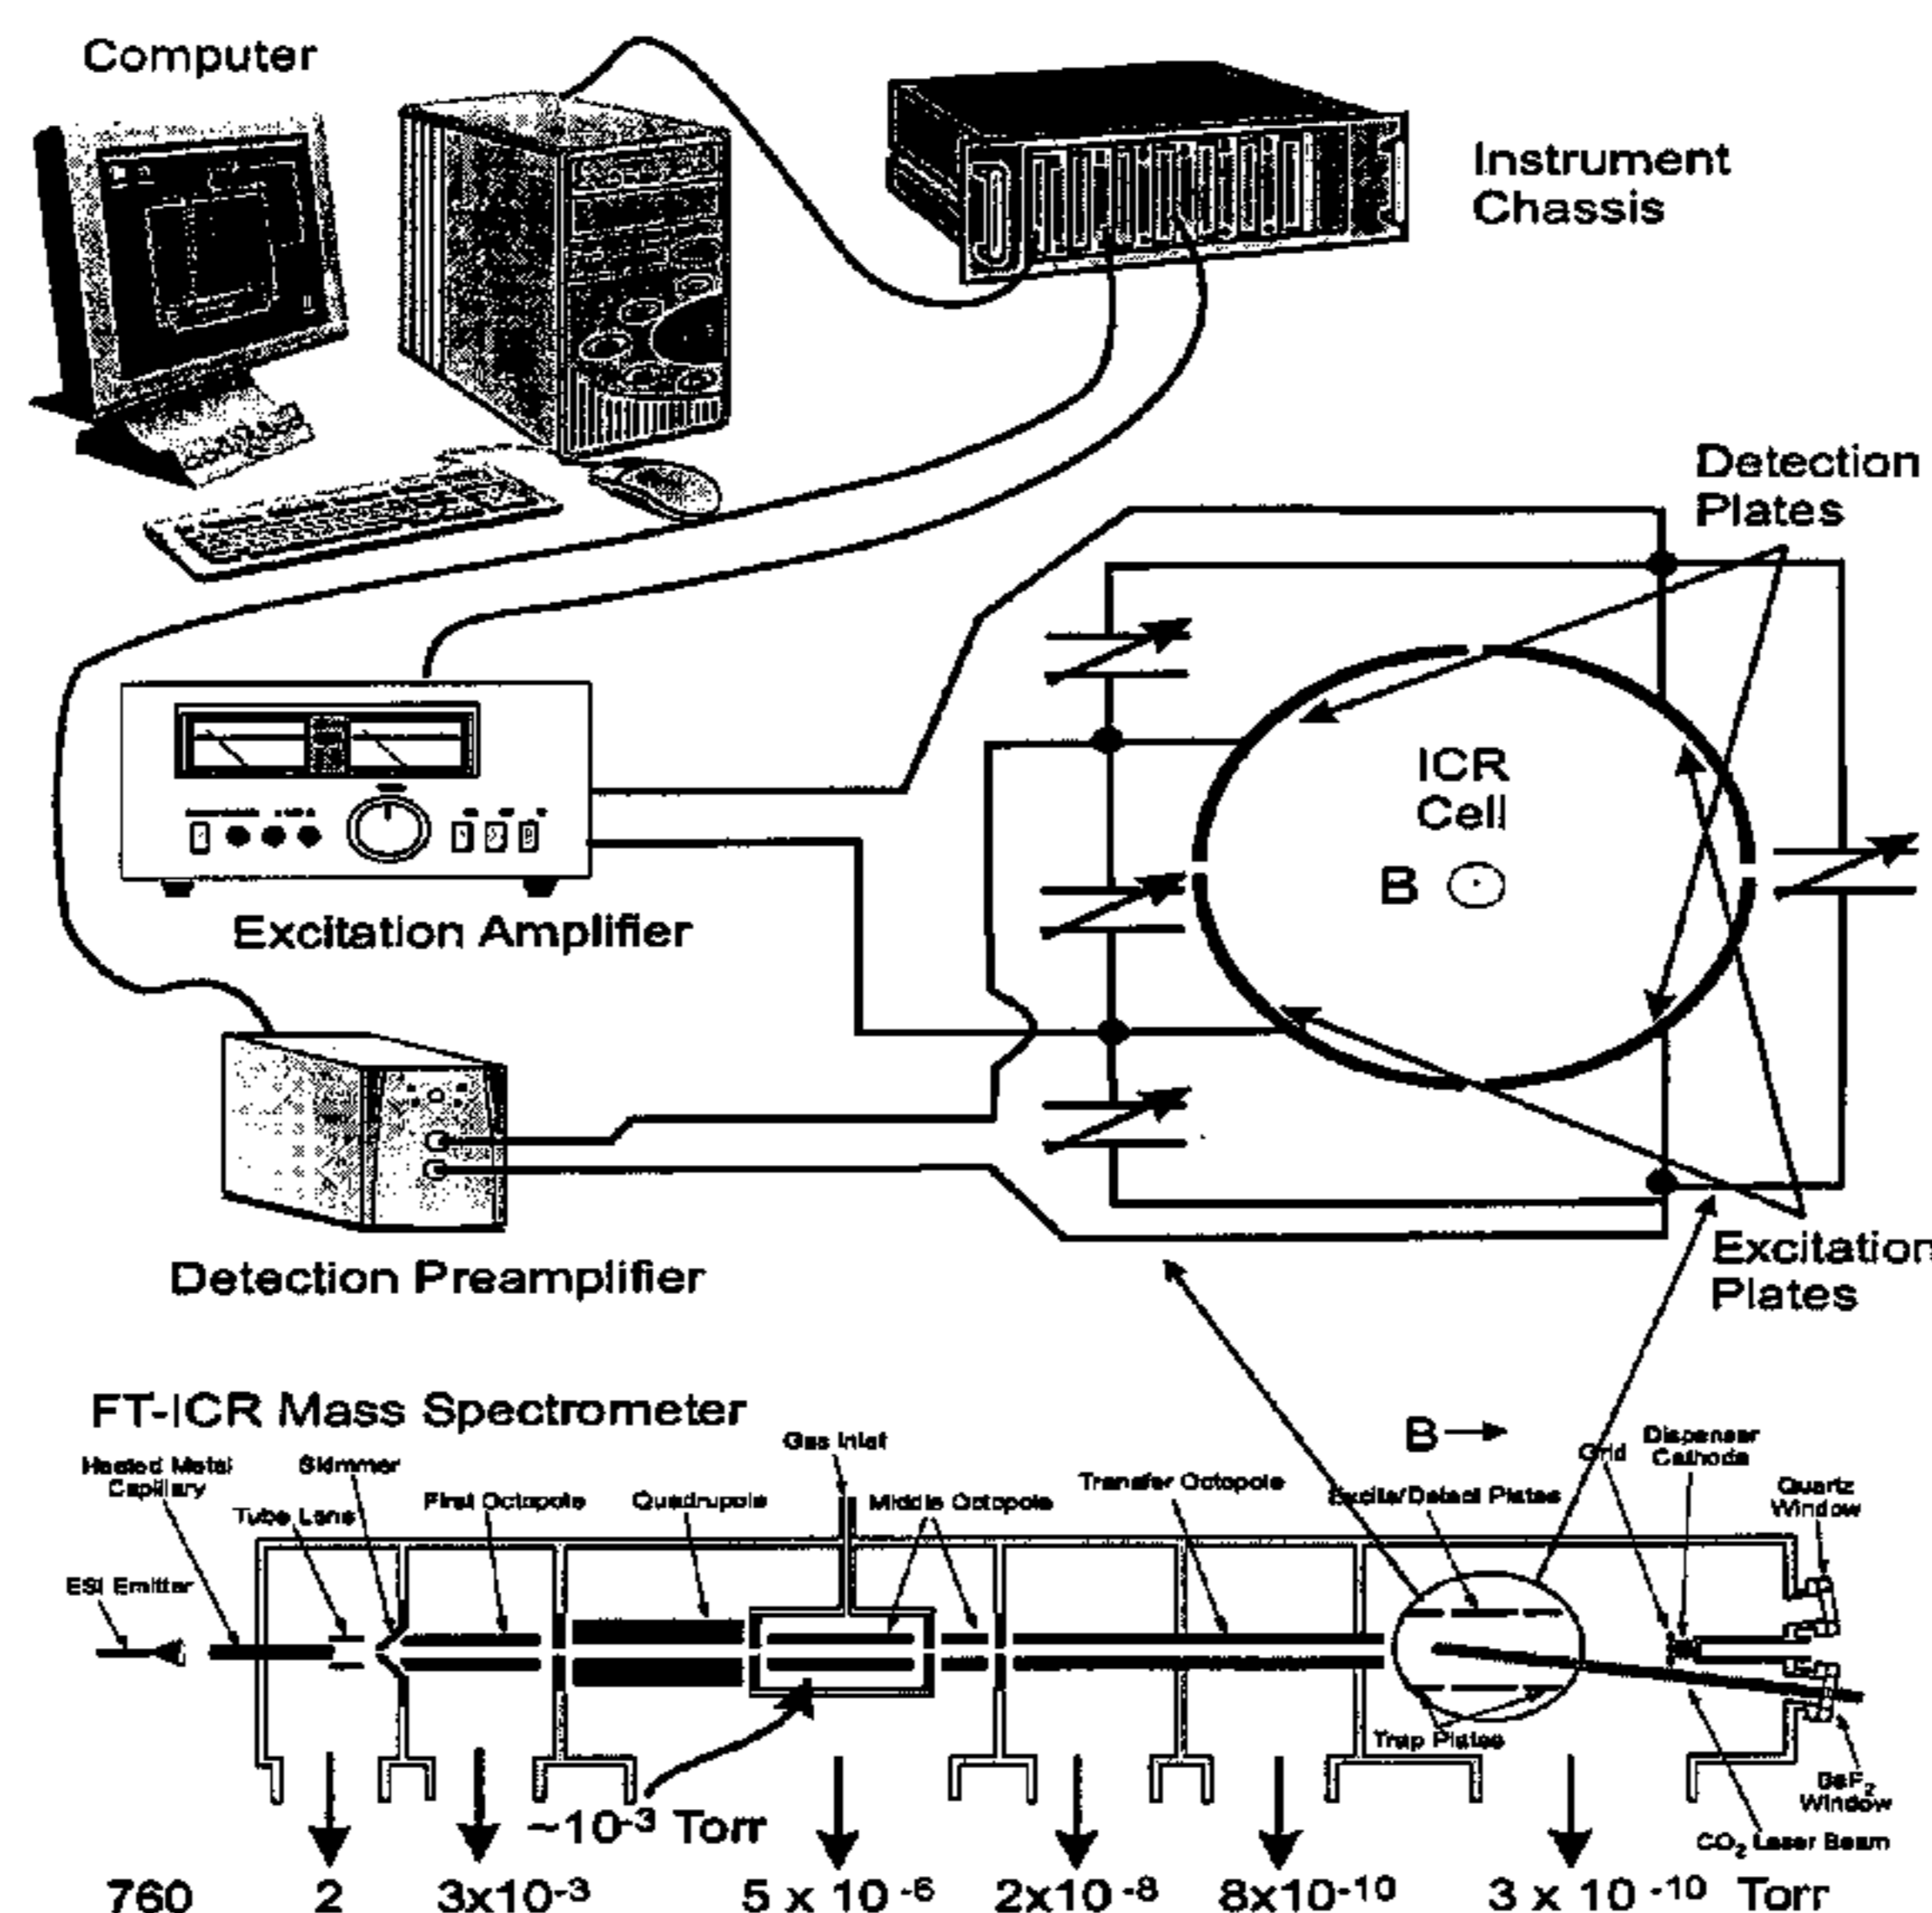 Computer
Instrument
Chassis
Detection
Plates
ICR
Cell
B
Excitation Amplifier
Detection Preamplifier
Excitation
Plates
FT-ICR Mass Spectrometer
B
Gas Inlet
Grid
Dispenser
Cathode
Heated Metal
Capillary
Skimmer
Tube Lens
First Octopole
Quadrupole
Middle Octopole
Transfer Octopole
Excite/Detect Plates
Quartz
Window
ESI Emitter
Trap Plates
BaF2
Window
~10-3 Torr
CO2 Laser Beam
760 2 3x10-3 5 x 10 -6 2x10 -8 8x10-10 3 x 10 -10 Torr